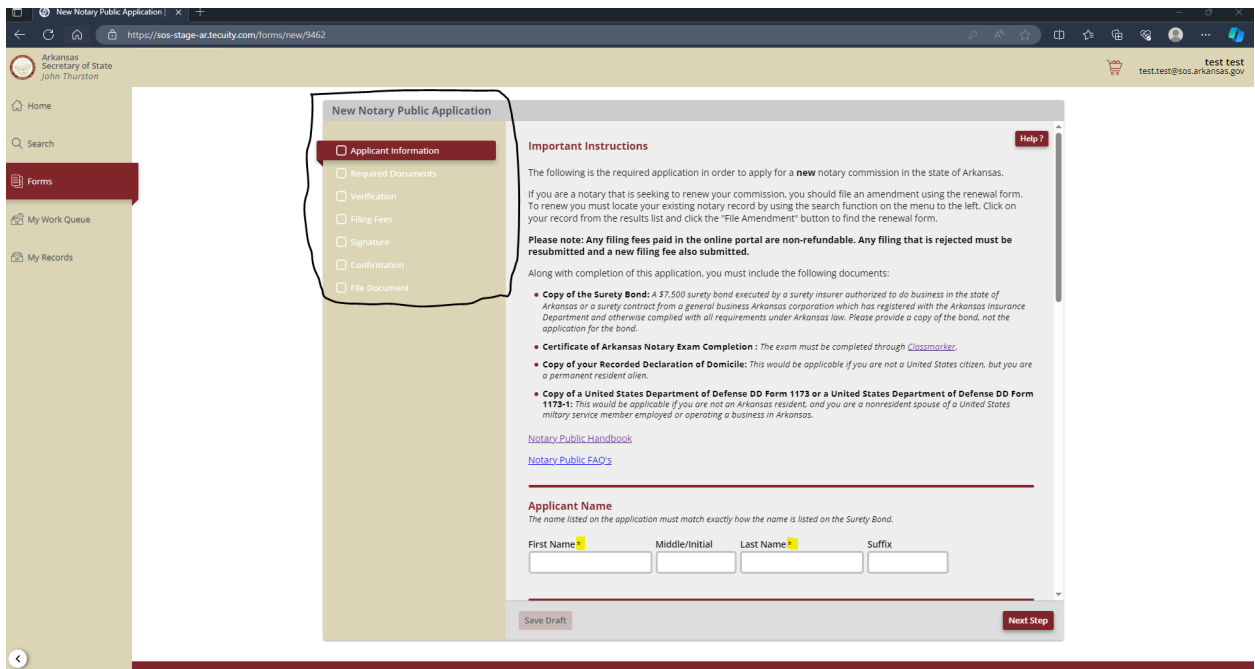 New Notary Public Application |
https://sos-stage-ar.tecuity.com/forms/new/9462
Arkansas
Secretary of State
John Thurston
test test
test.test@sos.arkansas.gov
Home
Search
Forms
My Work Queue
My Records
New Notary Public Application
Applicant Information
Required Documents
Verification
Filing Fees
Signature
Confirmation
File Document
Help ?
Important Instructions
The following is the required application in order to apply for a new notary commission in the state of Arkansas.
If you are a notary that is seeking to renew your commission, you should file an amendment using the renewal form.
To renew you must locate your existing notary record by using the search function on the menu to the left. Click on
your record from the results list and click the "File Amendment" button to find the renewal form.
Please note: Any filing fees paid in the online portal are non-refundable. Any filing that is rejected must be
resubmitted and a new filing fee also submitted.
Along with completion of this application, you must include the following documents:
• Copy of the Surety Bond: A $7,500 surety bond executed by a surety insurer authorized to do business in the state of
Arkansas or a surety contract from a general business Arkansas corporation which has registered with the Arkansas Insurance
Department and otherwise complied with all requirements under Arkansas law. Please provide a copy of the bond, not the
application for the bond.
• Certificate of Arkansas Notary Exam Completion : The exam must be completed through Classmarker.
• Copy of your Recorded Declaration of Domicile: This would be applicable if you are not a United States citizen, but you are
a permanent resident alien.
• Copy of a United States Department of Defense DD Form 1173 or a United States Department of Defense DD Form
1173-1: This would be applicable if you are not an Arkansas resident, and you are a nonresident spouse of a United States
military service member employed or operating a business in Arkansas.
Notary Public Handbook
Notary Public FAQ's
Applicant Name
The name listed on the application must match exactly how the name is listed on the Surety Bond.
First Name * Middle/Initial Last Name * Suffix
Save Draft Next Step